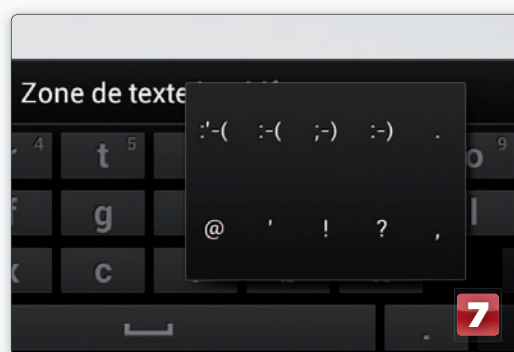 Zone de texte
:'-( :-( ;-) :-) .
@ ' ! ? ,
4 t 5 o 9
f g l
x c
.
7